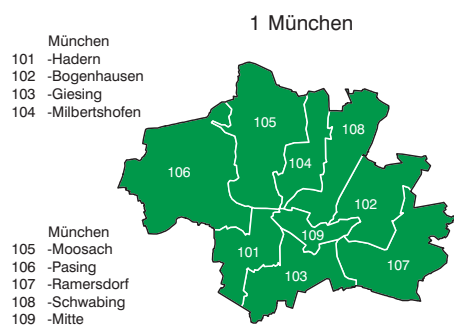 1 München
München
101 -Hadern
102 -Bogenhausen
103 -Giesing
104 -Milbertshofen
105
108
104
106
102
109
101
107
103
München
105 -Moosach
106 -Pasing
107 -Ramersdorf
108 -Schwabing
109 -Mitte